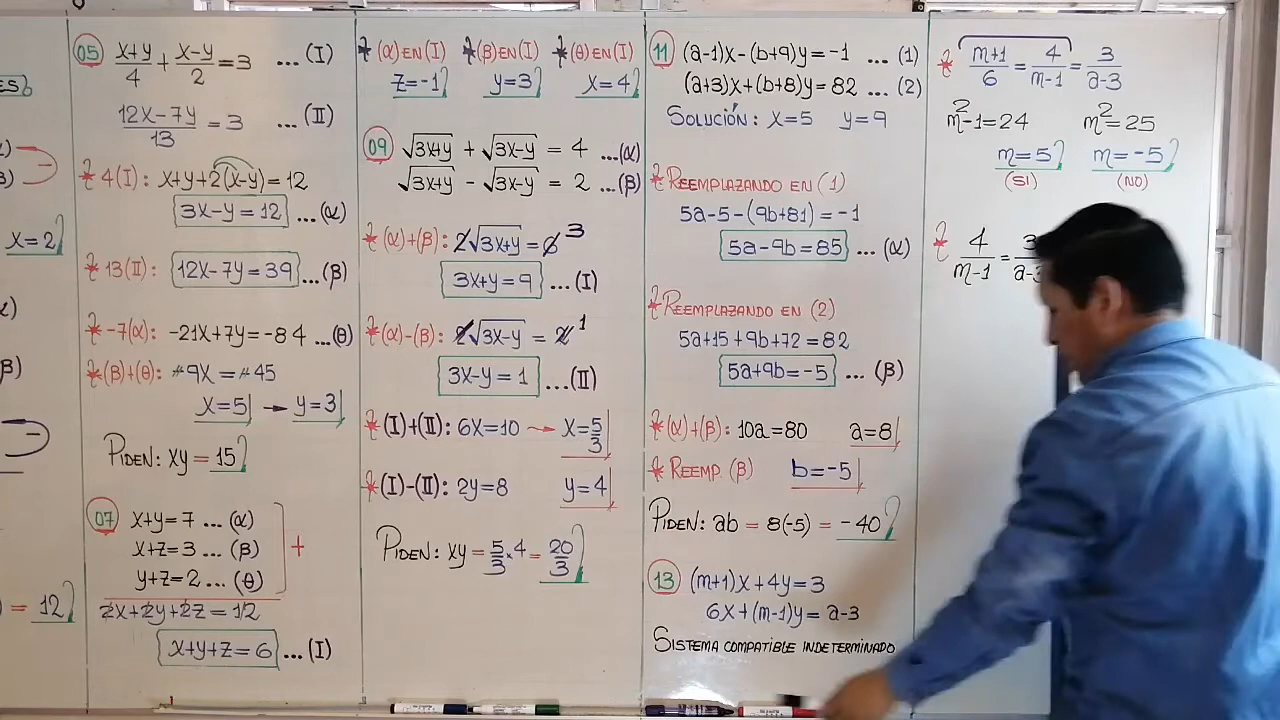 ES)
x=2
= 12
05 x+y/4 + x-y/2 = 3 ... (I)
12x-7y/13 = 3 ... (II)
* 4(I): x+y+2(x-y)=12
3x-y=12 ... (α)
* 13(II): 12x-7y=39 ... (β)
* -7(α): -21x+7y=-84 ... (θ)
* (β)+(θ): -9x = -45
x=5 → y=3
PIDEN: xy = 15
07 x+y=7 ... (α)
x+z=3 ... (β)
y+z=2 ... (θ)
+
2x+2y+2z = 12
x+y+z=6 ... (I)
* (α) EN (I) * (β) EN (I) * (θ) EN (I)
z=-1 y=3 x=4
09 √3x+y + √3x-y = 4 ... (α)
√3x+y - √3x-y = 2 ... (β)
* (α)+(β): 2√3x+y = 6 3
3x+y=9 ... (I)
* (α)-(β): 2√3x-y = 2 1
3x-y=1 ... (II)
* (I)+(II): 6x=10 → x=5/3
* (I)-(II): 2y=8 y=4
PIDEN: xy = 5/3 × 4 = 20/3
11 (a-1)x-(b+9)y=-1 ... (1)
(a+3)x+(b+8)y=82 ... (2)
SOLUCIÓN: x=5 y=9
* REEMPLAZANDO EN (1)
5a-5-(9b+81)=-1
5a-9b=85 ... (α)
* REEMPLAZANDO EN (2)
5a+15+9b+72=82
5a+9b=-5 ... (β)
* (α)+(β): 10a=80 a=8
* REEMP. (β) b=-5
PIDEN: ab = 8(-5) = -40
13 (m+1)x+4y=3
6x+(m-1)y=a-3
SISTEMA COMPATIBLE INDETERMINADO
* m+1/6 = 4/m-1 = 3/a-3
m²-1=24 m²=25
m=5 m=-5
(SI) (NO)
* 4/m-1 = 3/a-3